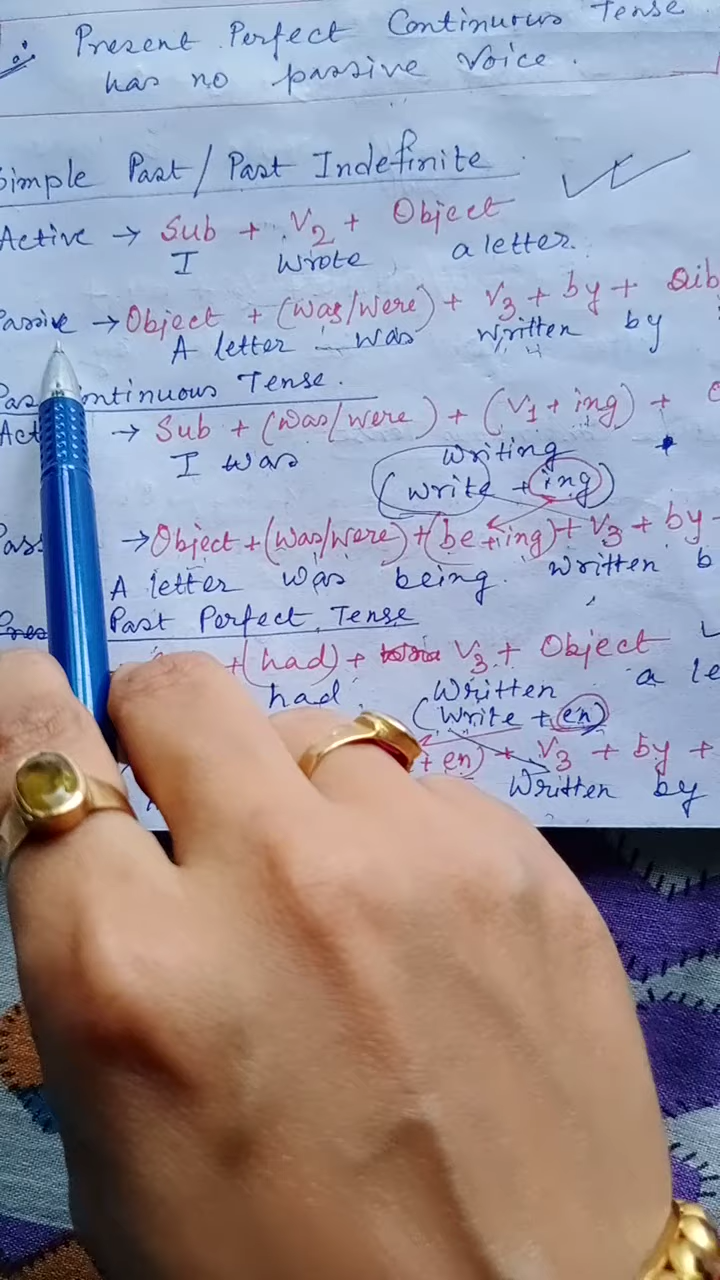 Present Perfect Continuous Tense
has no passive voice.
Simple Past / Past Indefinite
Active → Sub + V2 + Object
I wrote a letter.
Passive → Object + (was/were) + V3 + by +
A letter was written by
Continuous Tense.
→ Sub + (was/were) + (V1 + ing) +
I was writing
(write + ing)
→ Object + (was/were) + (be + ing) + V3 + by
A letter was being written
Past Perfect Tense
+ (had) + V3 + Object
had written a
(write + en)
+ en) + V3 + by +
written by